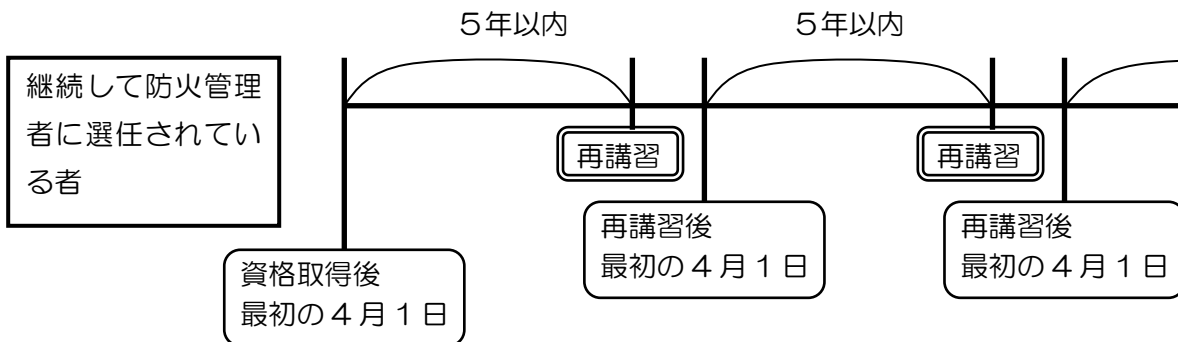 ５年以内
５年以内
継続して防火管理
者に選任されてい
る者
再講習
再講習
再講習後
最初の４月１日
再講習後
最初の４月１日
資格取得後
最初の４月１日